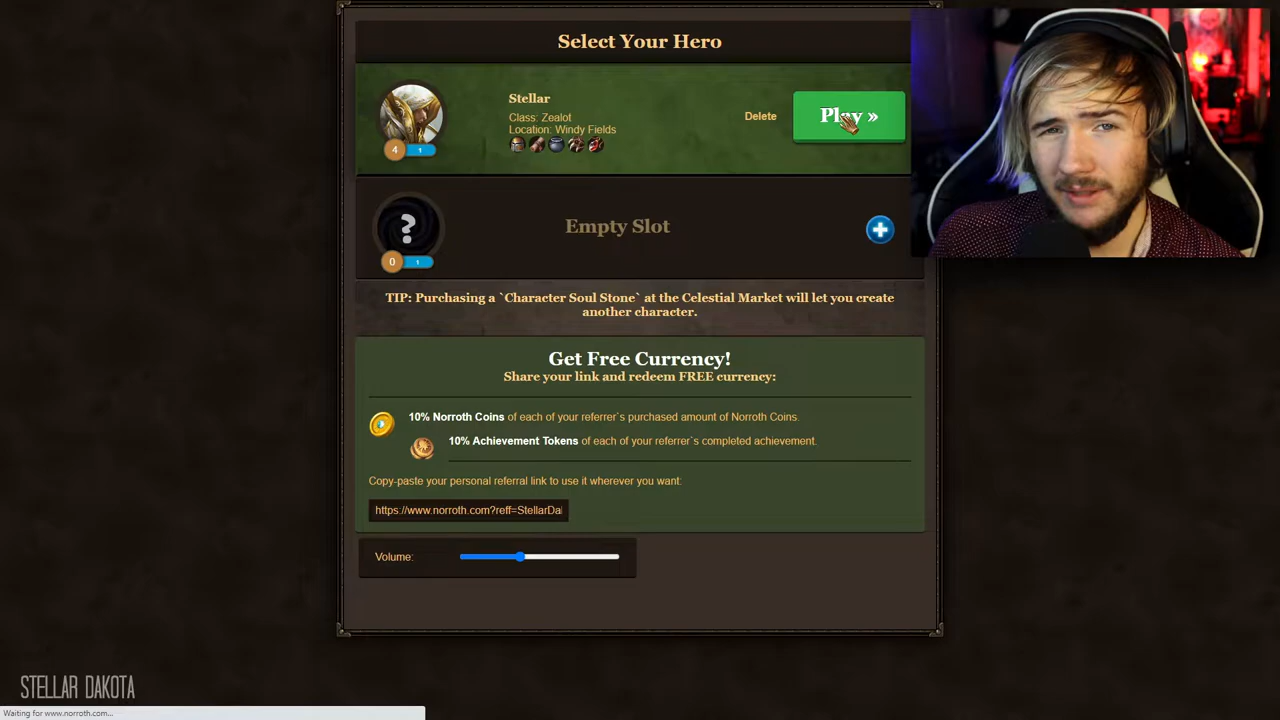 Select Your Hero
Stellar
Class: Zealot
Location: Windy Fields
4
1
Delete
Play »
?
Empty Slot
0
1
TIP: Purchasing a `Character Soul Stone` at the Celestial Market will let you create
another character.
Get Free Currency!
Share your link and redeem FREE currency:
10% Norroth Coins of each of your referrer`s purchased amount of Norroth Coins.
10% Achievement Tokens of each of your referrer`s completed achievement.
Copy-paste your personal referral link to use it wherever you want:
https://www.norroth.com?reff=StellarDa
Volume:
STELLAR DAKOTA
Waiting for www.norroth.com...